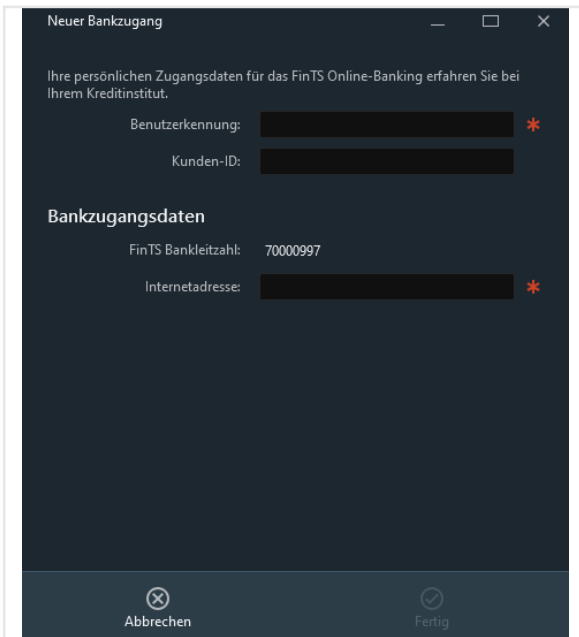 Neuer Bankzugang
Ihre persönlichen Zugangsdaten für das FinTS Online-Banking erfahren Sie bei
Ihrem Kreditinstitut.
Benutzerkennung: *
Kunden-ID:
Bankzugangsdaten
FinTS Bankleitzahl: 70000997
Internetadresse: *
Abbrechen Fertig